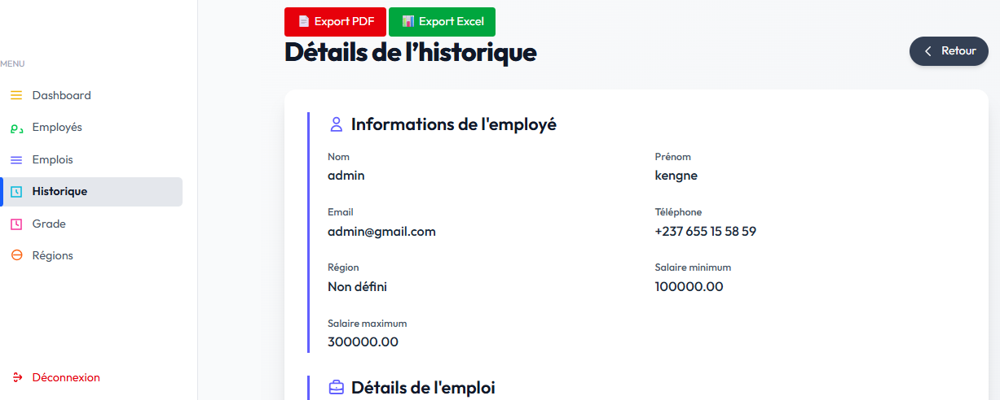 Export PDF
Export Excel
Détails de l’historique
Retour
MENU
Dashboard
Employés
Emplois
Historique
Grade
Régions
Déconnexion
Informations de l'employé
Nom
admin
Prénom
kengne
Email
admin@gmail.com
Téléphone
+237 655 15 58 59
Région
Non défini
Salaire minimum
100000.00
Salaire maximum
300000.00
Détails de l'emploi